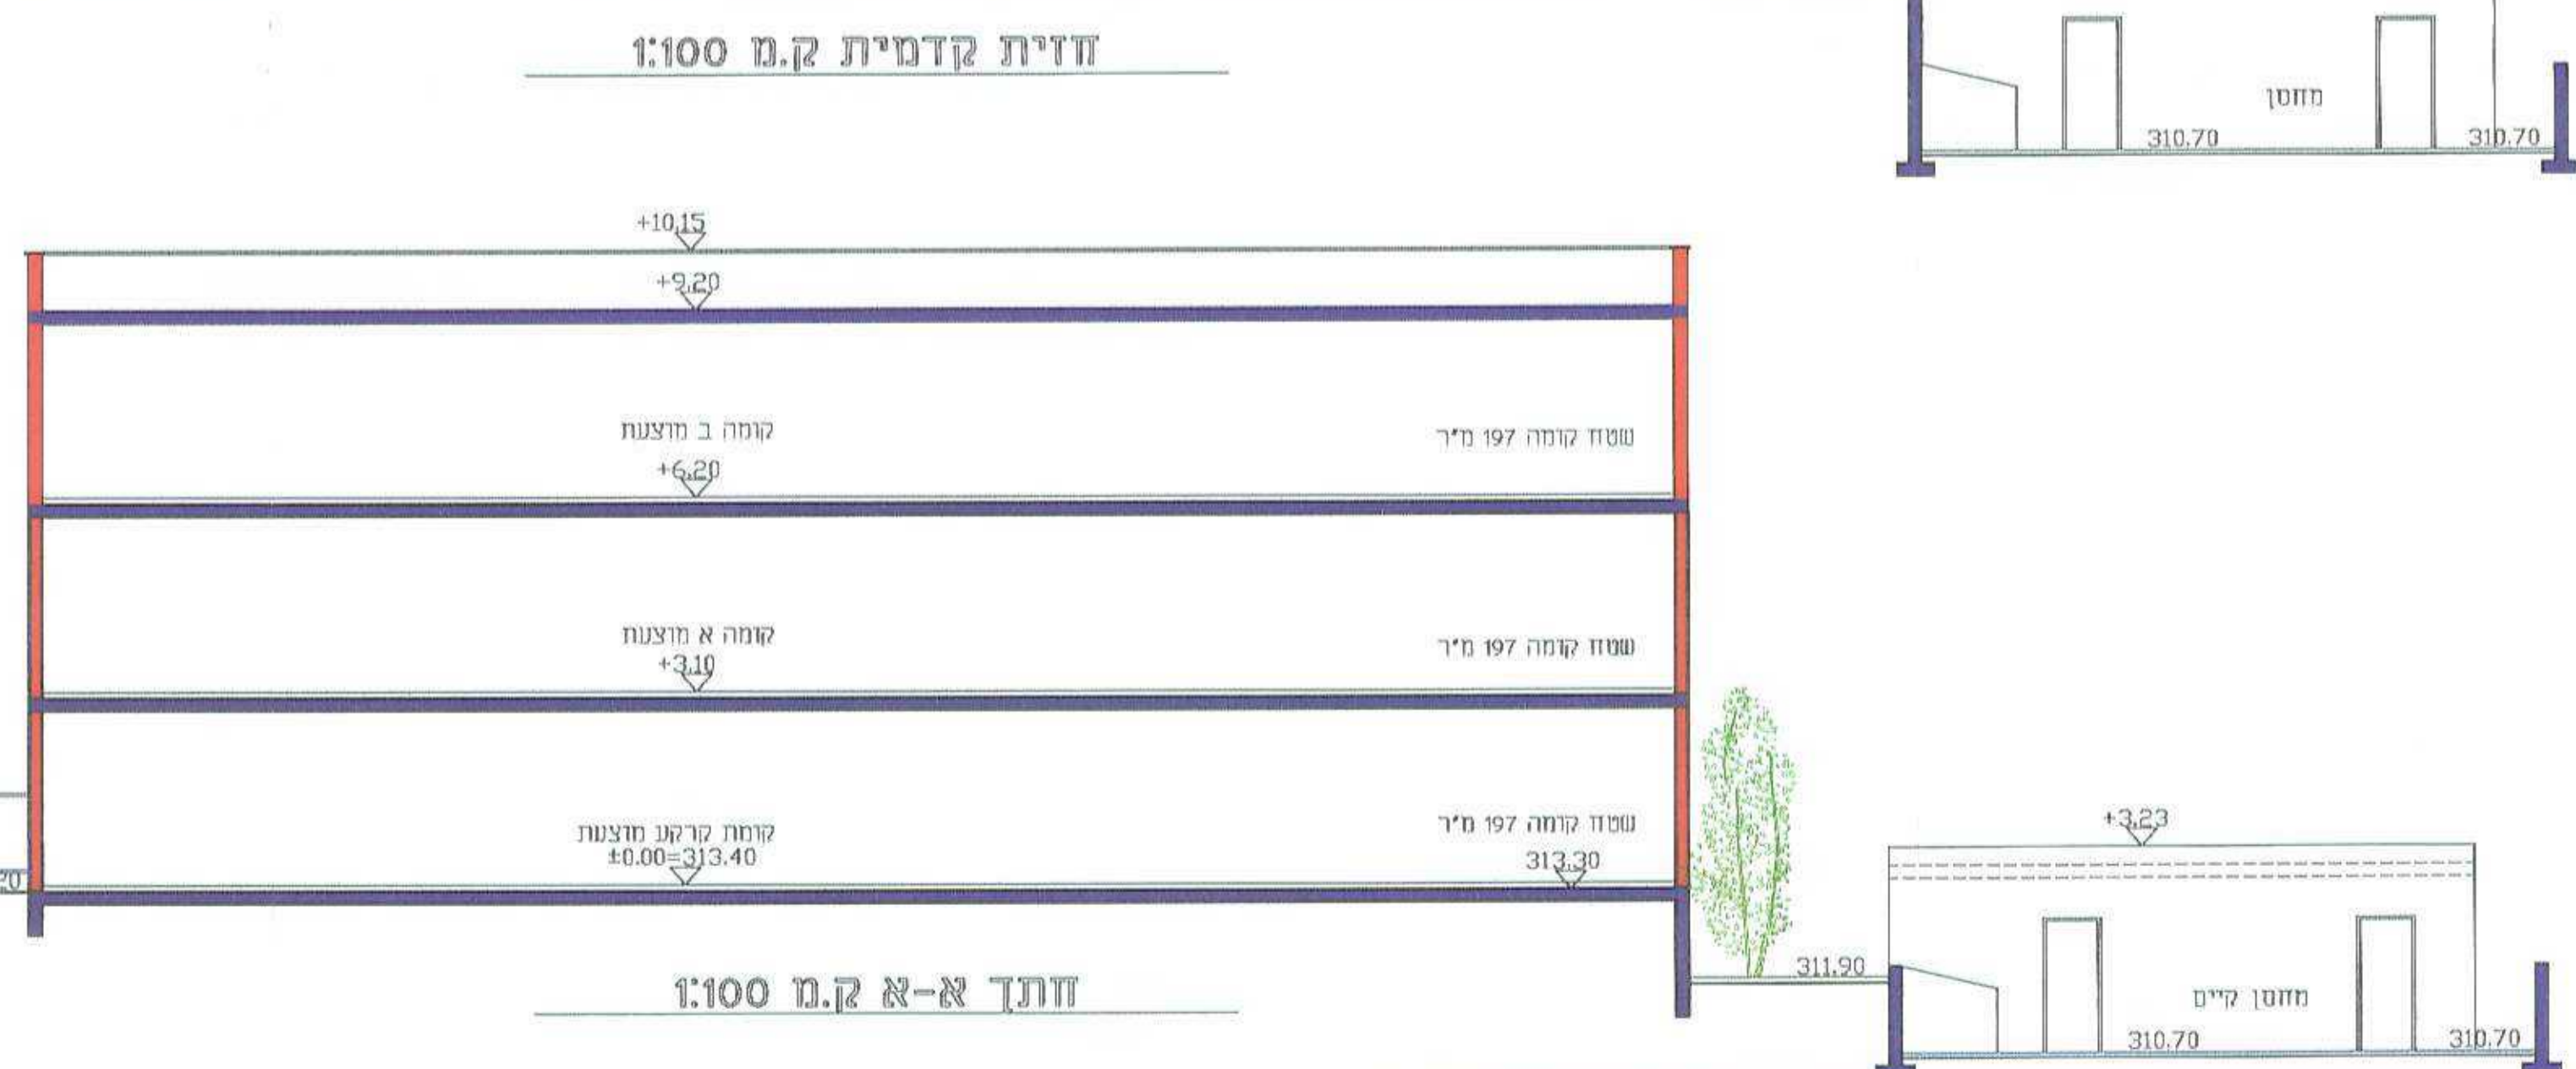 חזית קדמית ק.מ 1:100
מחסן
310.70
310.70
+10.15
+9.20
קומה ב מוצעת
שטח קומה 197 מ"ר
+6.20
קומה א מוצעת
שטח קומה 197 מ"ר
+3.10
קומת קרקע מוצעת
שטח קומה 197 מ"ר
±0.00=313.40
313.30
+3.23
311.90
מחסן קיים
310.70
310.70
חתך א-א ק.מ 1:100